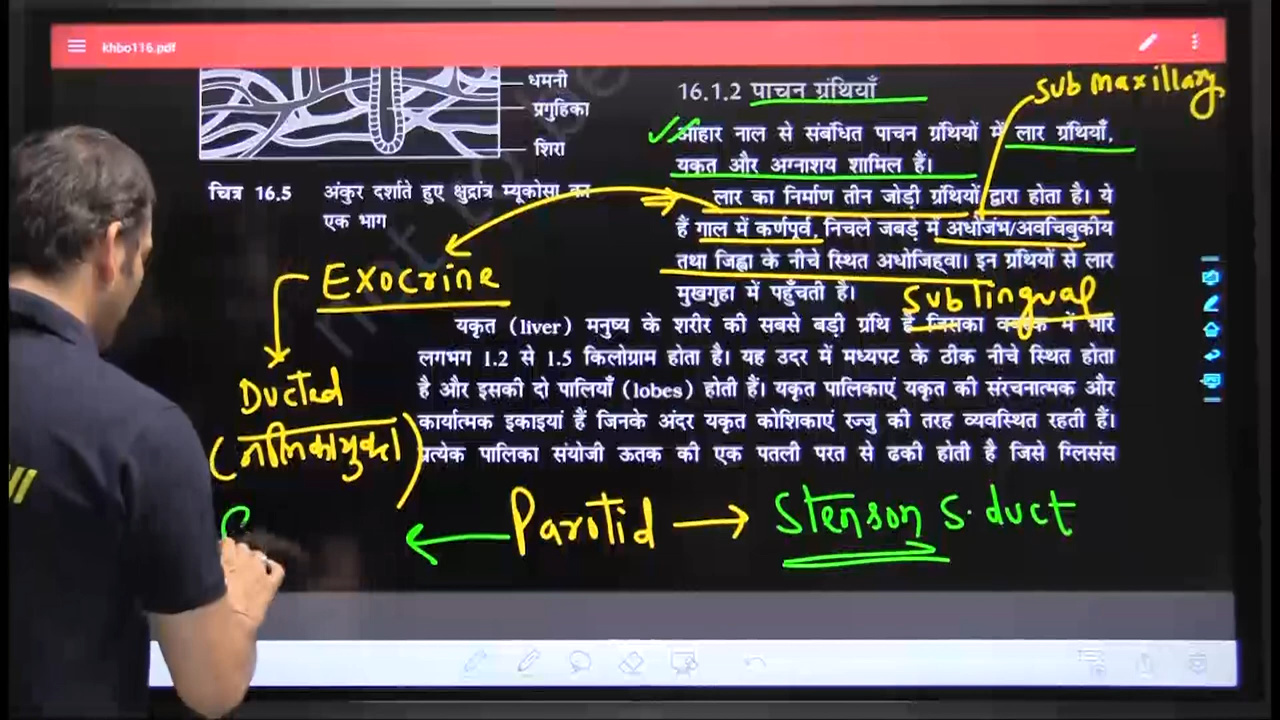 khbo116.pdf
धमनी
प्रगुहिका
शिरा
चित्र 16.5 अंकुर दर्शाते हुए क्षुद्रांत्र म्यूकोसा का
एक भाग
16.1.2 पाचन ग्रंथियाँ
Sub maxillary
आहार नाल से संबंधित पाचन ग्रंथियों में लार ग्रंथियाँ,
यकृत और अग्नाशय शामिल हैं।
लार का निर्माण तीन जोड़ी ग्रंथियों द्वारा होता है। ये
हैं गाल में कर्णपूर्व, निचले जबड़े में अधोजंभ/अवचिबुकीय
तथा जिह्वा के नीचे स्थित अधोजिह्वा। इन ग्रंथियों से लार
मुखगुहा में पहुँचती है।
Sub lingual
Exocrine
Ducted
(नलिकायुक्त)
यकृत (liver) मनुष्य के शरीर की सबसे बड़ी ग्रंथि है जिसका में भार
लगभग 1.2 से 1.5 किलोग्राम होता है। यह उदर में मध्यपट के ठीक नीचे स्थित होता
है और इसकी दो पालियाँ (lobes) होती हैं। यकृत पालिकाएं यकृत की संरचनात्मक और
कार्यात्मक इकाइयां हैं जिनके अंदर यकृत कोशिकाएं रज्जु की तरह व्यवस्थित रहती हैं।
प्रत्येक पालिका संयोजी ऊतक की एक पतली परत से ढकी होती है जिसे ग्लिसंस
Parotid → Stenson S. duct